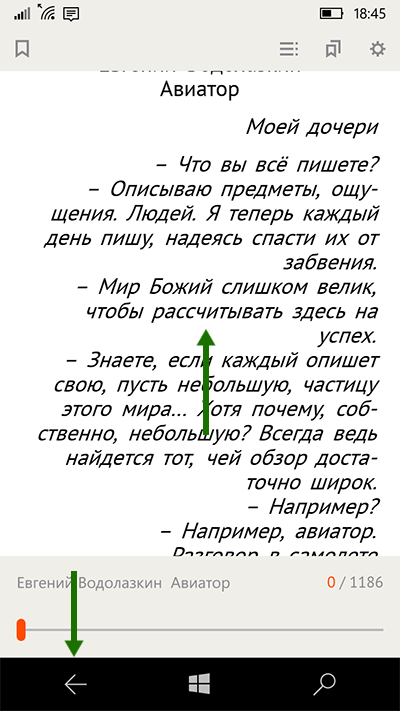 18:45
Евгений Водолазкин
Авиатор
Моей дочери
– Что вы всё пишете?
– Описываю предметы, ощу-
щения. Людей. Я теперь каждый
день пишу, надеясь спасти их от
забвения.
– Мир Божий слишком велик,
чтобы рассчитывать здесь на
успех.
– Знаете, если каждый опишет
свою, пусть небольшую, частицу
этого мира... Хотя почему, соб-
ственно, небольшую? Всегда ведь
найдется тот, чей обзор доста-
точно широк.
– Например?
– Например, авиатор.
Разговор в самолете
Евгений Водолазкин Авиатор
0 / 1186